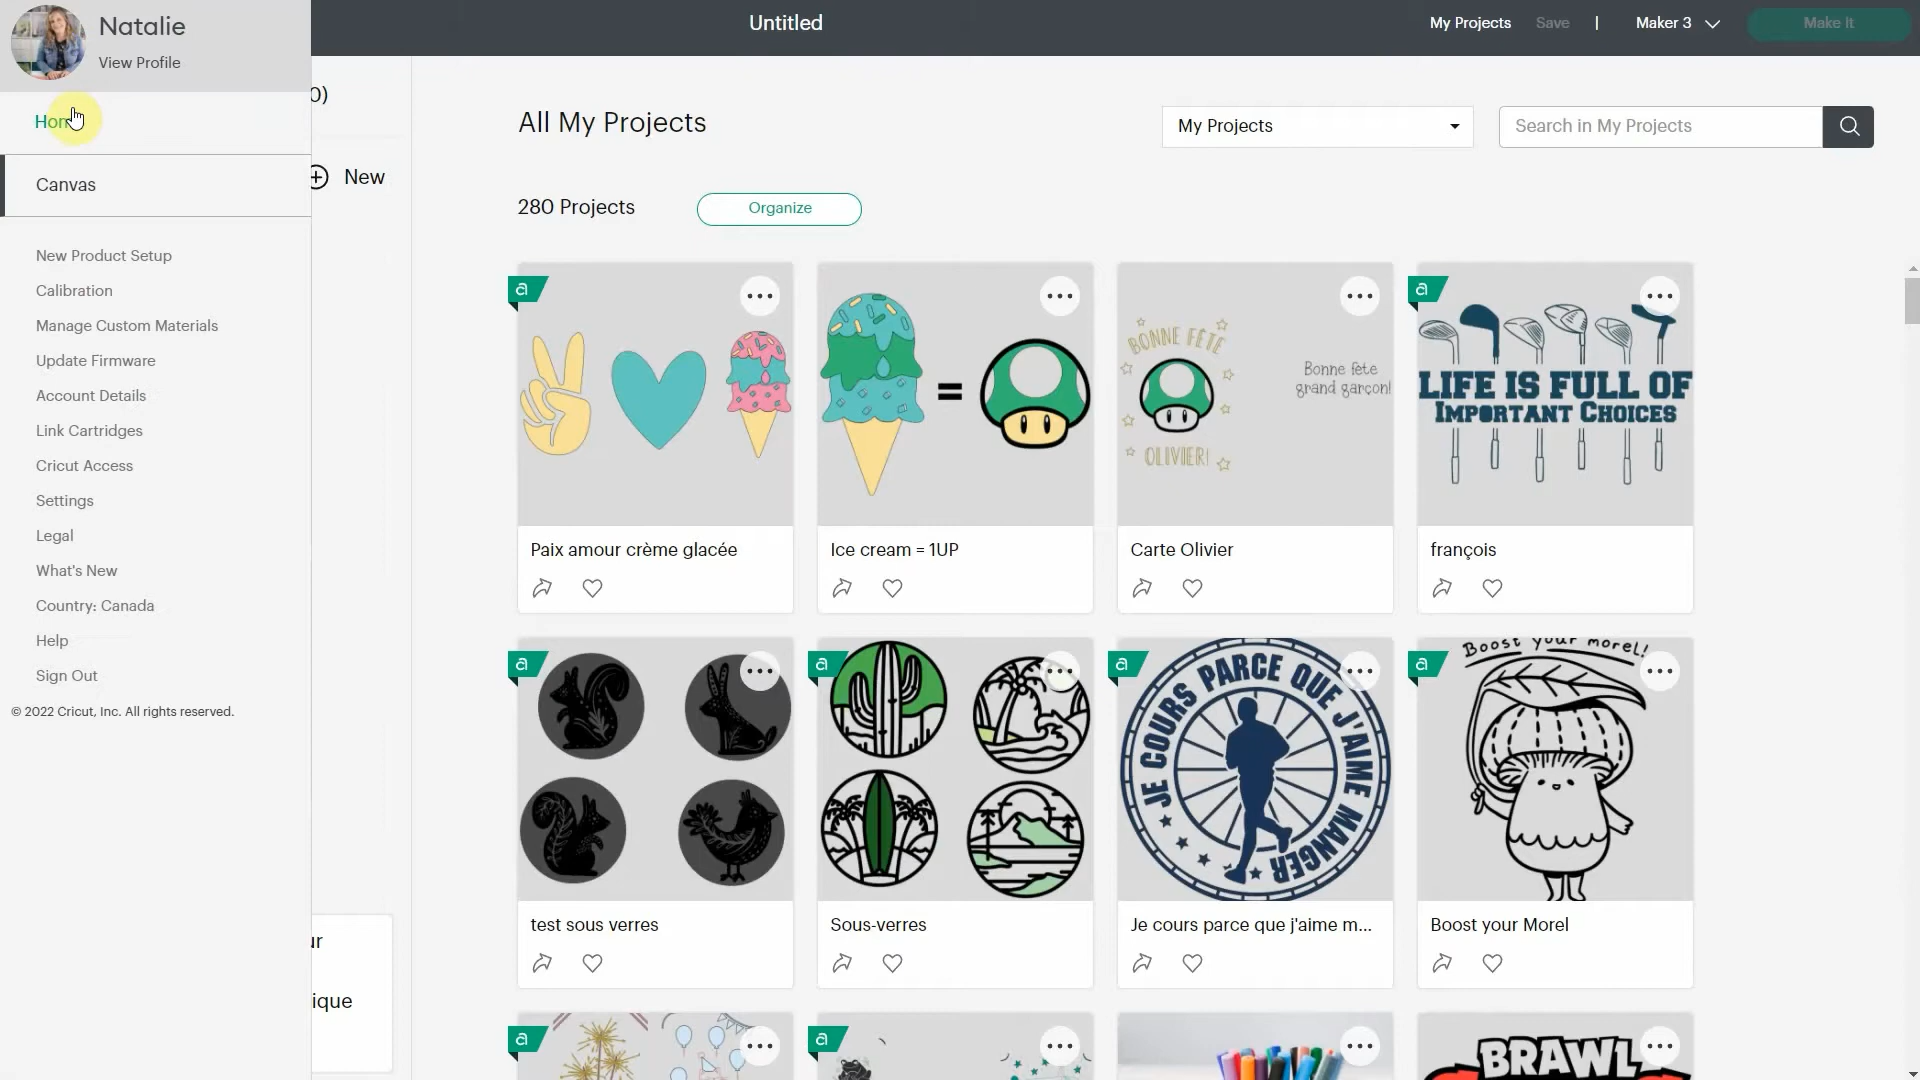 Natalie
View Profile
Home
Canvas
New Product Setup
Calibration
Manage Custom Materials
Update Firmware
Account Details
Link Cartridges
Cricut Access
Settings
Legal
What's New
Country: Canada
Help
Sign Out
© 2022 Cricut, Inc. All rights reserved.
Untitled
My Projects
Save
|
Maker 3
Make It
0)
New
ur
ique
All My Projects
My Projects
Search in My Projects
280 Projects
Organize
a
=
BONNE FÊTE
OLIVIER!
Bonne fête
grand garçon!
a
LIFE IS FULL OF
IMPORTANT CHOICES
Paix amour crème glacée
Ice cream = 1UP
Carte Olivier
françois
a
a
a
JE COURS PARCE QUE J'AIME MANGER
a
Boost your morel!
test sous verres
Sous-verres
Je cours parce que j'aime m...
Boost your Morel
a
a
BRAWL